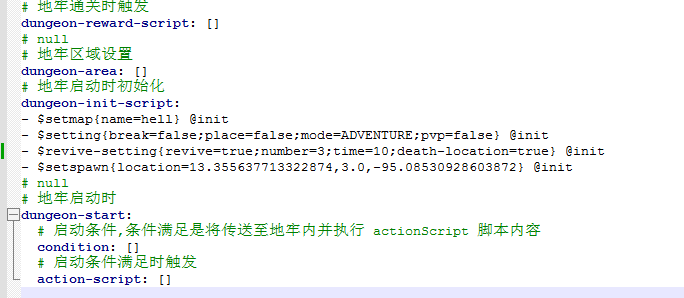 # 地牢通关时触发
dungeon-reward-script: []
# null
# 地牢区域设置
dungeon-area: []
# 地牢启动时初始化
dungeon-init-script:
- $setmap{name=hell} @init
- $setting{break=false;place=false;mode=ADVENTURE;pvp=false} @init
- $revive-setting{revive=true;number=3;time=10;death-location=true} @init
- $setspawn{location=13.355637713322874,3.0,-95.08530928603872} @init
# null
# 地牢启动时
dungeon-start:
  # 启动条件,条件满足是将传送至地牢内并执行 actionScript 脚本内容
  condition: []
  # 启动条件满足时触发
  action-script: []